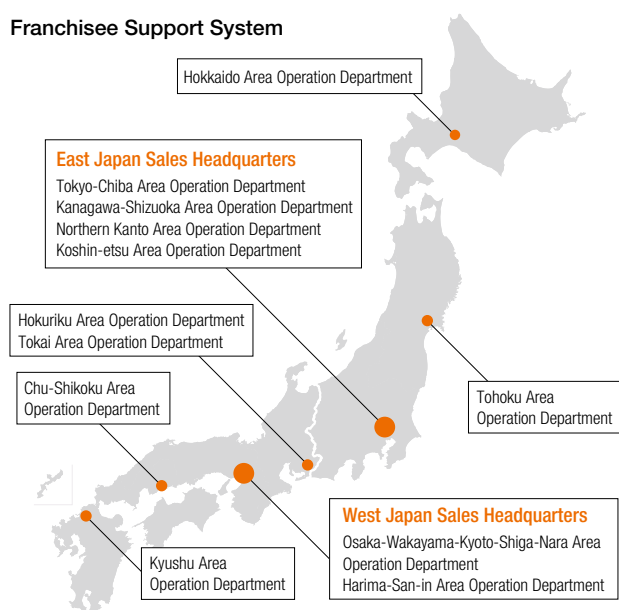 Franchisee Support System
Hokkaido Area Operation Department
East Japan Sales Headquarters
Tokyo-Chiba Area Operation Department
Kanagawa-Shizuoka Area Operation Department
Northern Kanto Area Operation Department
Koshin-etsu Area Operation Department
Hokuriku Area Operation Department
Tokai Area Operation Department
Chu-Shikoku Area
Operation Department
Tohoku Area
Operation Department
West Japan Sales Headquarters
Osaka-Wakayama-Kyoto-Shiga-Nara Area
Operation Department
Harima-San-in Area Operation Department
Kyushu Area
Operation Department